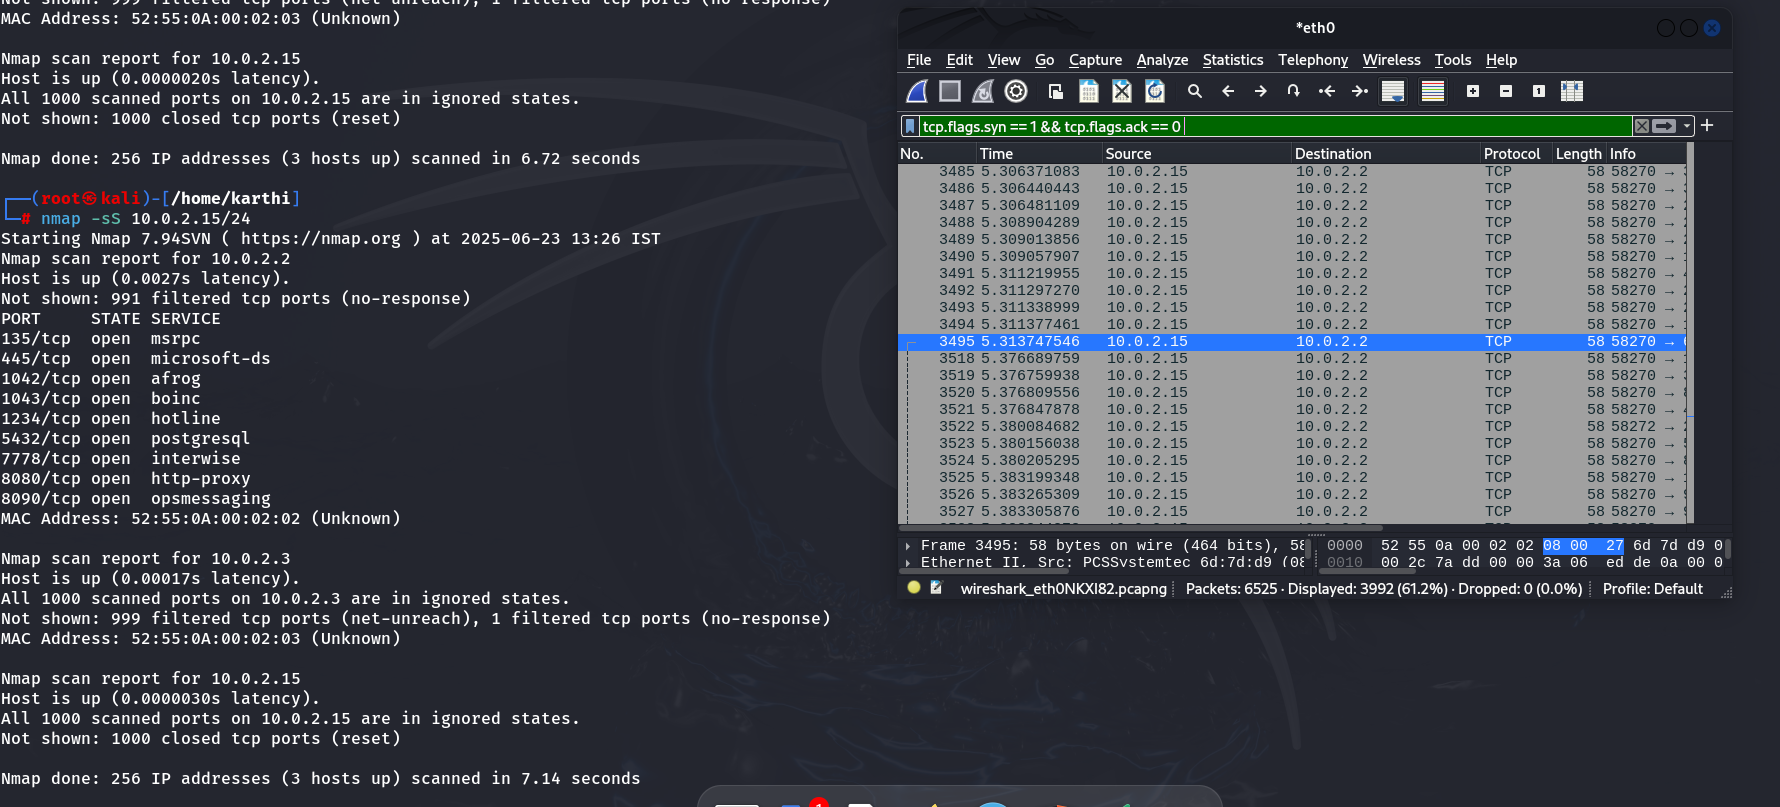 Not shown: 999 filtered tcp ports (net-unreach), 1 filtered tcp ports (no-response)
MAC Address: 52:55:0A:00:02:03 (Unknown)
Nmap scan report for 10.0.2.15
Host is up (0.0000020s latency).
All 1000 scanned ports on 10.0.2.15 are in ignored states.
Not shown: 1000 closed tcp ports (reset)
Nmap done: 256 IP addresses (3 hosts up) scanned in 6.72 seconds
(root㉿kali)-[/home/karthi]
# nmap -sS 10.0.2.15/24
Starting Nmap 7.94SVN ( https://nmap.org ) at 2025-06-23 13:26 IST
Nmap scan report for 10.0.2.2
Host is up (0.0027s latency).
Not shown: 991 filtered tcp ports (no-response)
PORT     STATE SERVICE
135/tcp  open  msrpc
445/tcp  open  microsoft-ds
1042/tcp open  afrog
1043/tcp open  boinc
1234/tcp open  hotline
5432/tcp open  postgresql
7778/tcp open  interwise
8080/tcp open  http-proxy
8090/tcp open  opsmessaging
MAC Address: 52:55:0A:00:02:02 (Unknown)
Nmap scan report for 10.0.2.3
Host is up (0.00017s latency).
All 1000 scanned ports on 10.0.2.3 are in ignored states.
Not shown: 999 filtered tcp ports (net-unreach), 1 filtered tcp ports (no-response)
MAC Address: 52:55:0A:00:02:03 (Unknown)
Nmap scan report for 10.0.2.15
Host is up (0.0000030s latency).
All 1000 scanned ports on 10.0.2.15 are in ignored states.
Not shown: 1000 closed tcp ports (reset)
Nmap done: 256 IP addresses (3 hosts up) scanned in 7.14 seconds
*eth0
File Edit View Go Capture Analyze Statistics Telephony Wireless Tools Help
tcp.flags.syn == 1 && tcp.flags.ack == 0
No. Time Source Destination Protocol Length Info
3485 5.306371083 10.0.2.15 10.0.2.2 TCP 58 58270 →
3486 5.306440443 10.0.2.15 10.0.2.2 TCP 58 58270 →
3487 5.306481109 10.0.2.15 10.0.2.2 TCP 58 58270 →
3488 5.308904289 10.0.2.15 10.0.2.2 TCP 58 58270 →
3489 5.309013856 10.0.2.15 10.0.2.2 TCP 58 58270 →
3490 5.309057907 10.0.2.15 10.0.2.2 TCP 58 58270 →
3491 5.311219955 10.0.2.15 10.0.2.2 TCP 58 58270 →
3492 5.311297270 10.0.2.15 10.0.2.2 TCP 58 58270 →
3493 5.311338999 10.0.2.15 10.0.2.2 TCP 58 58270 →
3494 5.311377461 10.0.2.15 10.0.2.2 TCP 58 58270 →
3495 5.313747546 10.0.2.15 10.0.2.2 TCP 58 58270 →
3518 5.376689759 10.0.2.15 10.0.2.2 TCP 58 58270 →
3519 5.376759938 10.0.2.15 10.0.2.2 TCP 58 58270 →
3520 5.376809556 10.0.2.15 10.0.2.2 TCP 58 58270 →
3521 5.376847878 10.0.2.15 10.0.2.2 TCP 58 58270 →
3522 5.380084682 10.0.2.15 10.0.2.2 TCP 58 58272 →
3523 5.380156038 10.0.2.15 10.0.2.2 TCP 58 58270 →
3524 5.380205295 10.0.2.15 10.0.2.2 TCP 58 58270 →
3525 5.383199348 10.0.2.15 10.0.2.2 TCP 58 58270 →
3526 5.383265309 10.0.2.15 10.0.2.2 TCP 58 58270 →
3527 5.383305876 10.0.2.15 10.0.2.2 TCP 58 58270 →
Frame 3495: 58 bytes on wire (464 bits), 58
Ethernet II, Src: PCSSystemtec 6d:7d:d9 (08
0000 52 55 0a 00 02 02 08 00 27 6d 7d d9 0
0010 00 2c 7a dd 00 00 3a 06 ed de 0a 00 0
wireshark_eth0NKXI82.pcapng Packets: 6525 · Displayed: 3992 (61.2%) · Dropped: 0 (0.0%) Profile: Default
1